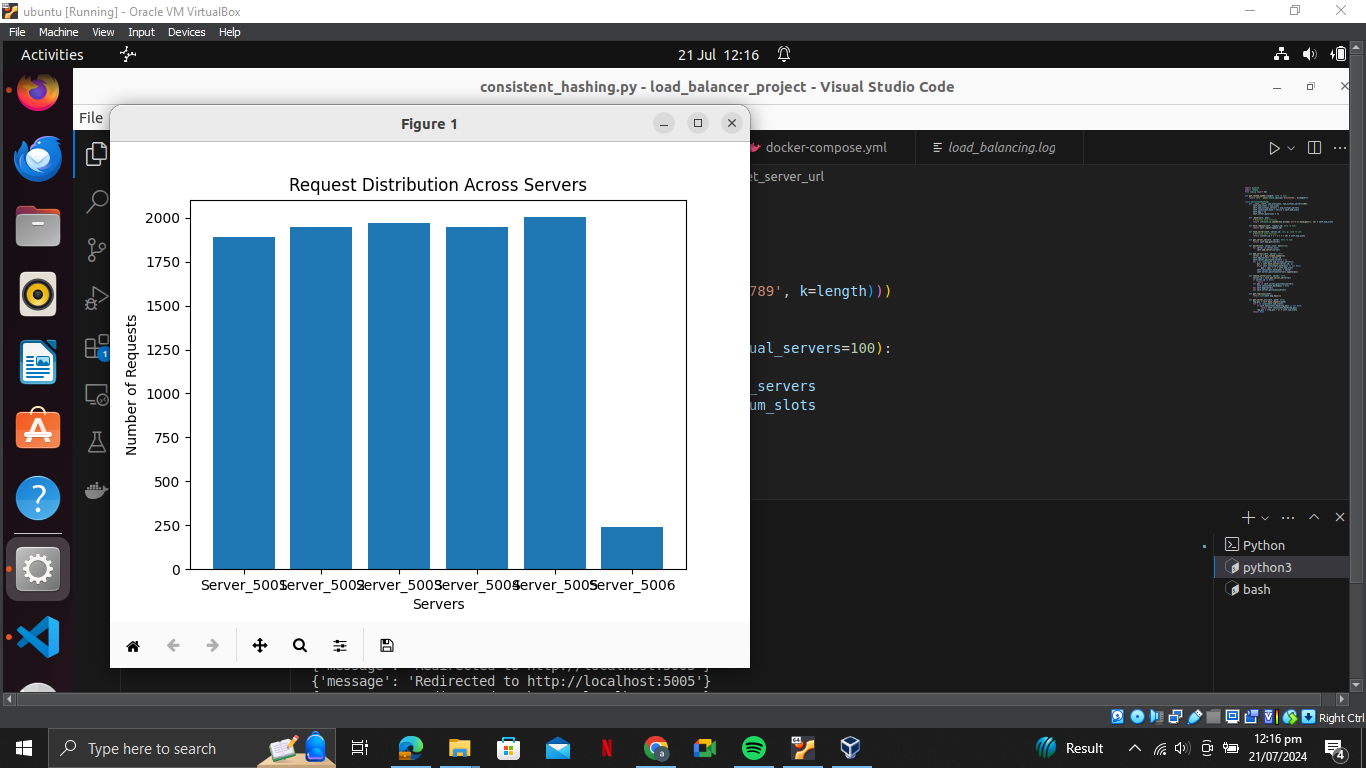 ubuntu [Running] - Oracle VM VirtualBox
File Machine View Input Devices Help
Activities
21 Jul 12:16
consistent_hashing.py - load_balancer_project - Visual Studio Code
File
Figure 1
docker-compose.yml
load_balancing.log
et_server_url
Request Distribution Across Servers
2000
1750
1500
1250
1000
750
500
250
0
Number of Requests
Server_5001
Server_5002
Server_5003
Server_5004
Server_5005
Server_5006
Servers
789', k=length)))
ual_servers=100):
_servers
um_slots
1
Python
python3
bash
{'message': 'Redirected to http://localhost:5005'}
{'message': 'Redirected to http://localhost:5005'}
Right Ctrl
Type here to search
Result
12:16 pm
21/07/2024
4